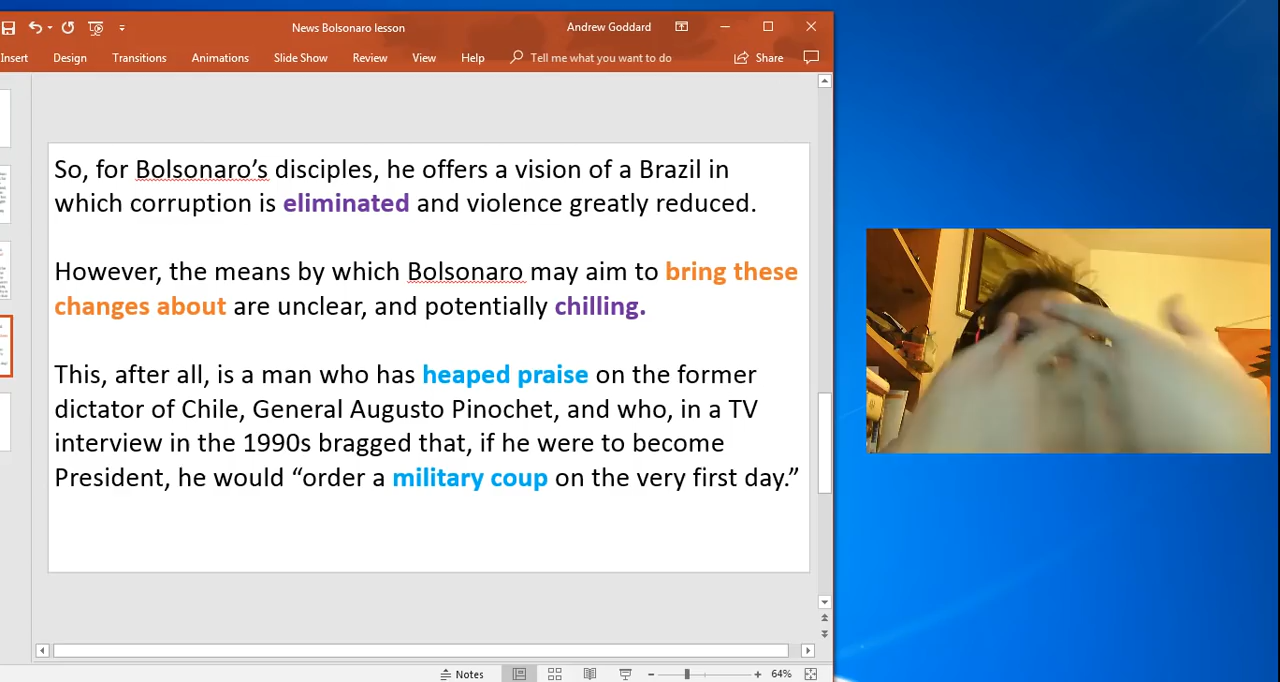 News Bolsonaro lesson
Andrew Goddard
Insert Design Transitions Animations Slide Show Review View Help Tell me what you want to do Share
So, for Bolsonaro’s disciples, he offers a vision of a Brazil in
which corruption is eliminated and violence greatly reduced.
However, the means by which Bolsonaro may aim to bring these
changes about are unclear, and potentially chilling.
This, after all, is a man who has heaped praise on the former
dictator of Chile, General Augusto Pinochet, and who, in a TV
interview in the 1990s bragged that, if he were to become
President, he would “order a military coup on the very first day.”
Notes
64%